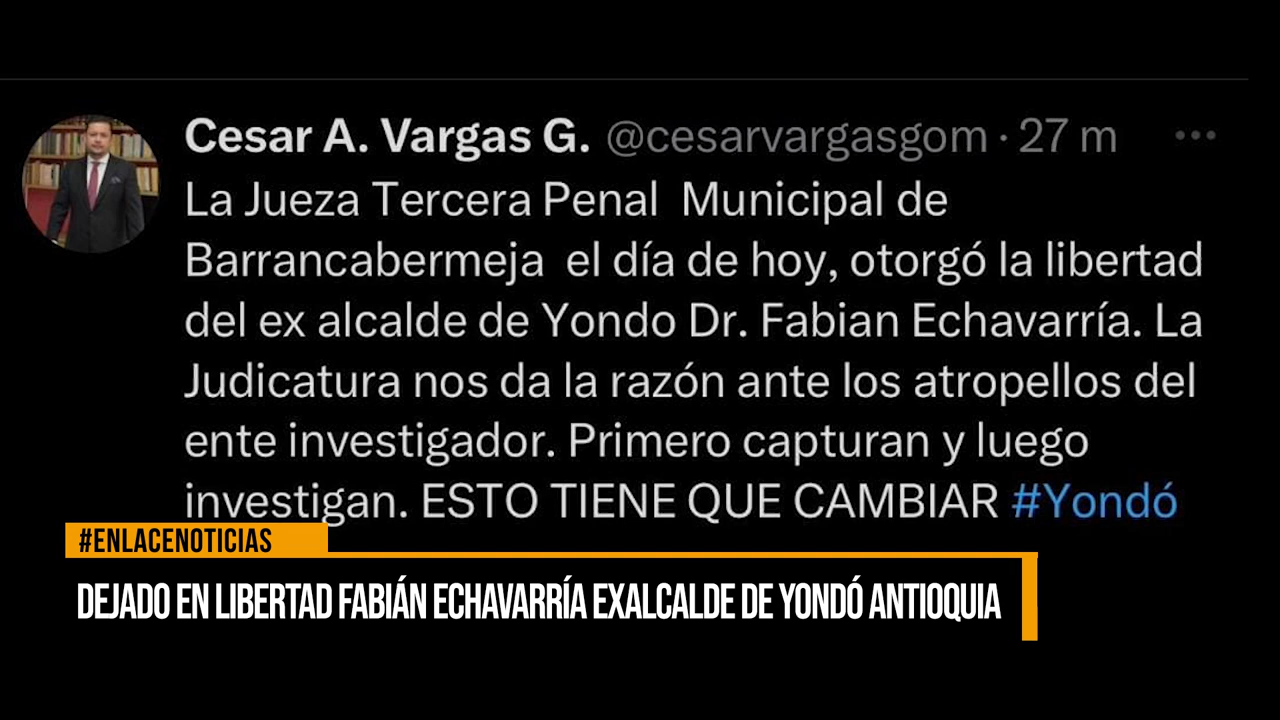 Cesar A. Vargas G. @cesarvargasgom · 27 m
La Jueza Tercera Penal Municipal de
Barrancabermeja el día de hoy, otorgó la libertad
del ex alcalde de Yondo Dr. Fabian Echavarría. La
Judicatura nos da la razón ante los atropellos del
ente investigador. Primero capturan y luego
investigan. ESTO TIENE QUE CAMBIAR #Yondó
#ENLACENOTICIAS
DEJADO EN LIBERTAD FABIÁN ECHAVARRÍA EXALCALDE DE YONDÓ ANTIOQUIA